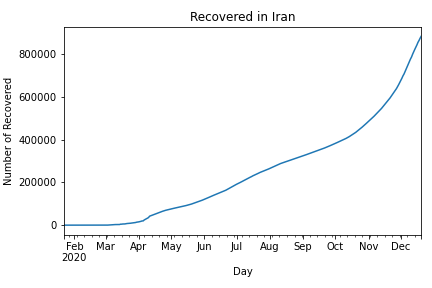 Recovered in Iran
Number of Recovered
800000
600000
400000
200000
0
Feb Mar Apr May Jun Jul Aug Sep Oct Nov Dec
2020
Day